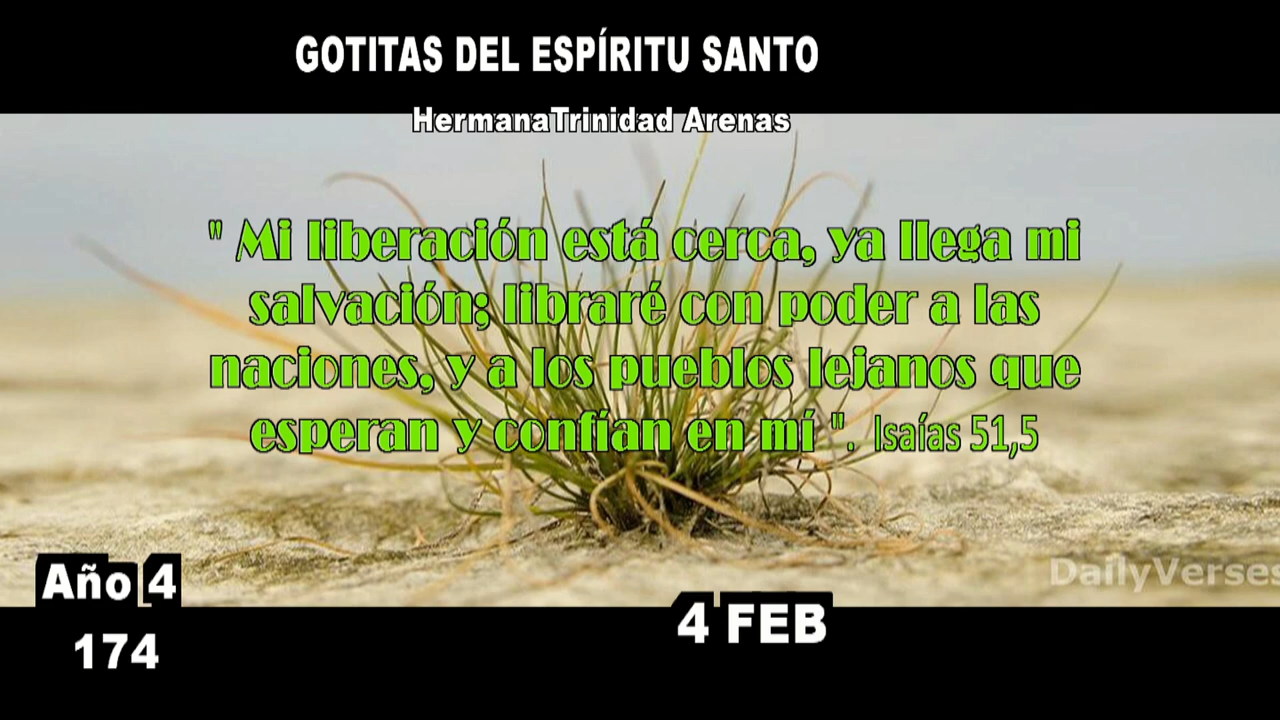 GOTITAS DEL ESPÍRITU SANTO
HermanaTrinidad Arenas
" Mi liberación está cerca, ya llega mi
salvación; libraré con poder a las
naciones, y a los pueblos lejanos que
esperan y confían en mí ". Isaías 51,5
DailyVerses
Año 4
4 FEB
174